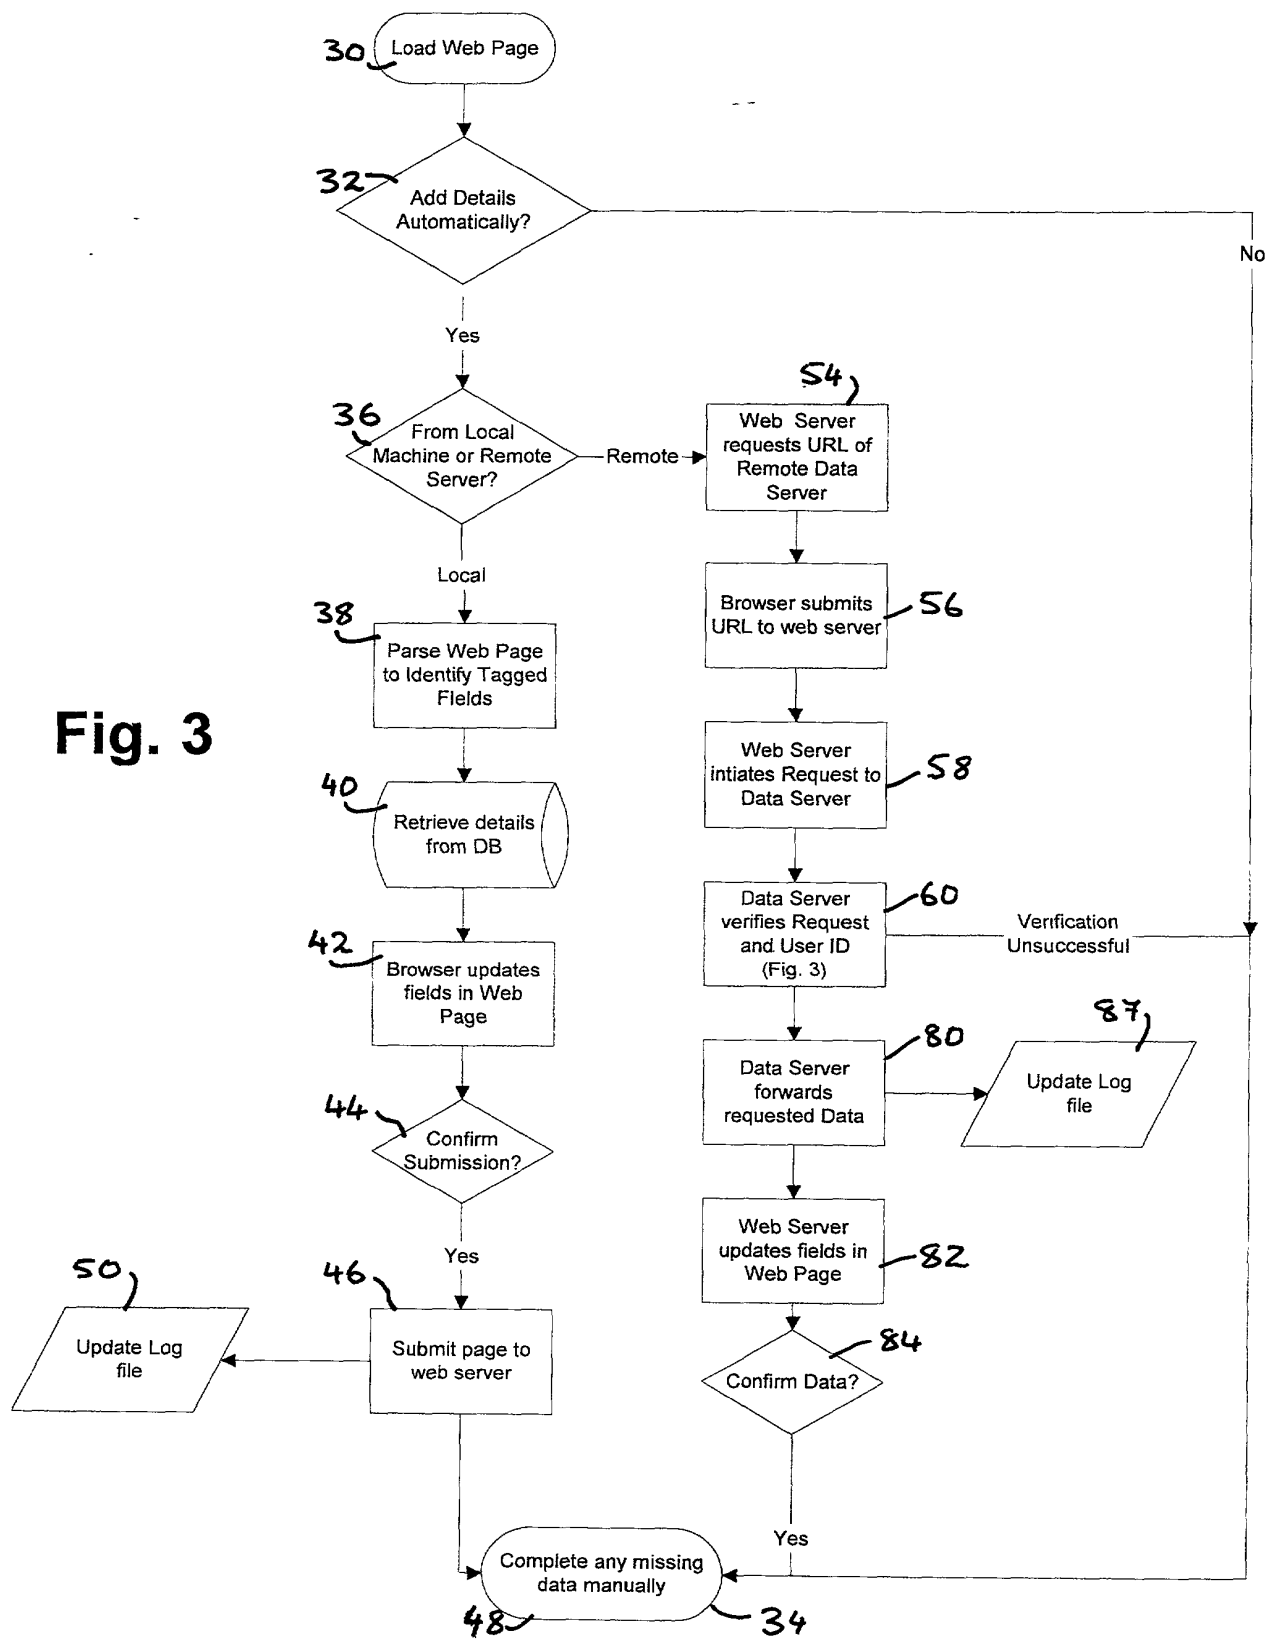 30
Load Web Page
32
Add Details
Automatically?
No
Yes
54
36
From Local
Machine or Remote
Server?
Remote
Web Server
requests URL of
Remote Data
Server
Local
Browser submits
URL to web server
56
38
Parse Web Page
to Identify Tagged
FIelds
Fig. 3
Web Server
intiates Request to
Data Server
58
40
Retrieve details
from DB
Data Server
verifies Request
and User ID
(Fig. 3)
60
Verification
Unsuccessful
42
Browser updates
fields in Web
Page
87
80
Data Server
forwards
requested Data
Update Log
file
44
Confirm
Submission?
Web Server
updates fields in
Web Page
82
Yes
50
46
Update Log
file
Submit page to
web server
84
Confirm Data?
Yes
Complete any missing
data manually
48
34